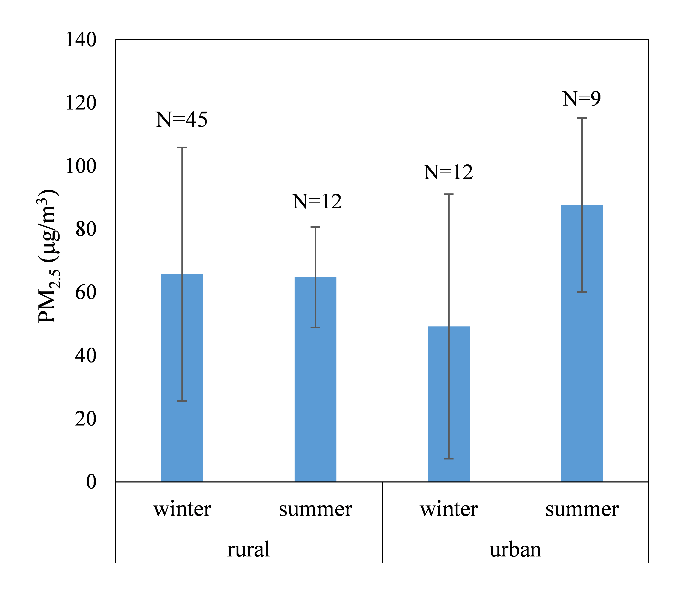 140
120
100
80
60
40
20
0
PM2.5 (μg/m³)
N=45
N=12
N=12
N=9
winter summer winter summer
rural urban